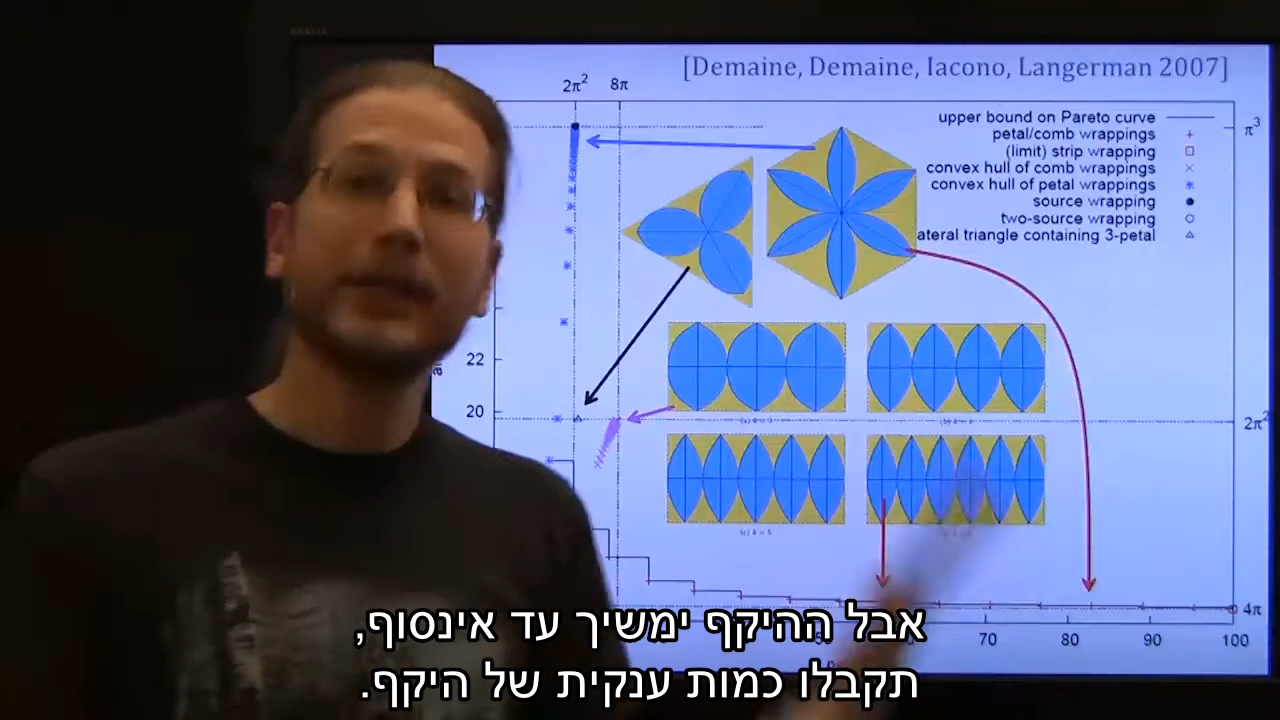 [Demaine, Demaine, Iacono, Langerman 2007]
2π² 8π
upper bound on Pareto curve
petal/comb wrappings
(limit) strip wrapping
convex hull of comb wrappings
convex hull of petal wrappings
source wrapping
two-source wrapping
ateral triangle containing 3-petal
π³
22
20
2π²
4π
70 80 90 100
אבל ההיקף ימשיך עד אינסוף,
תקבלו כמות ענקית של היקף.